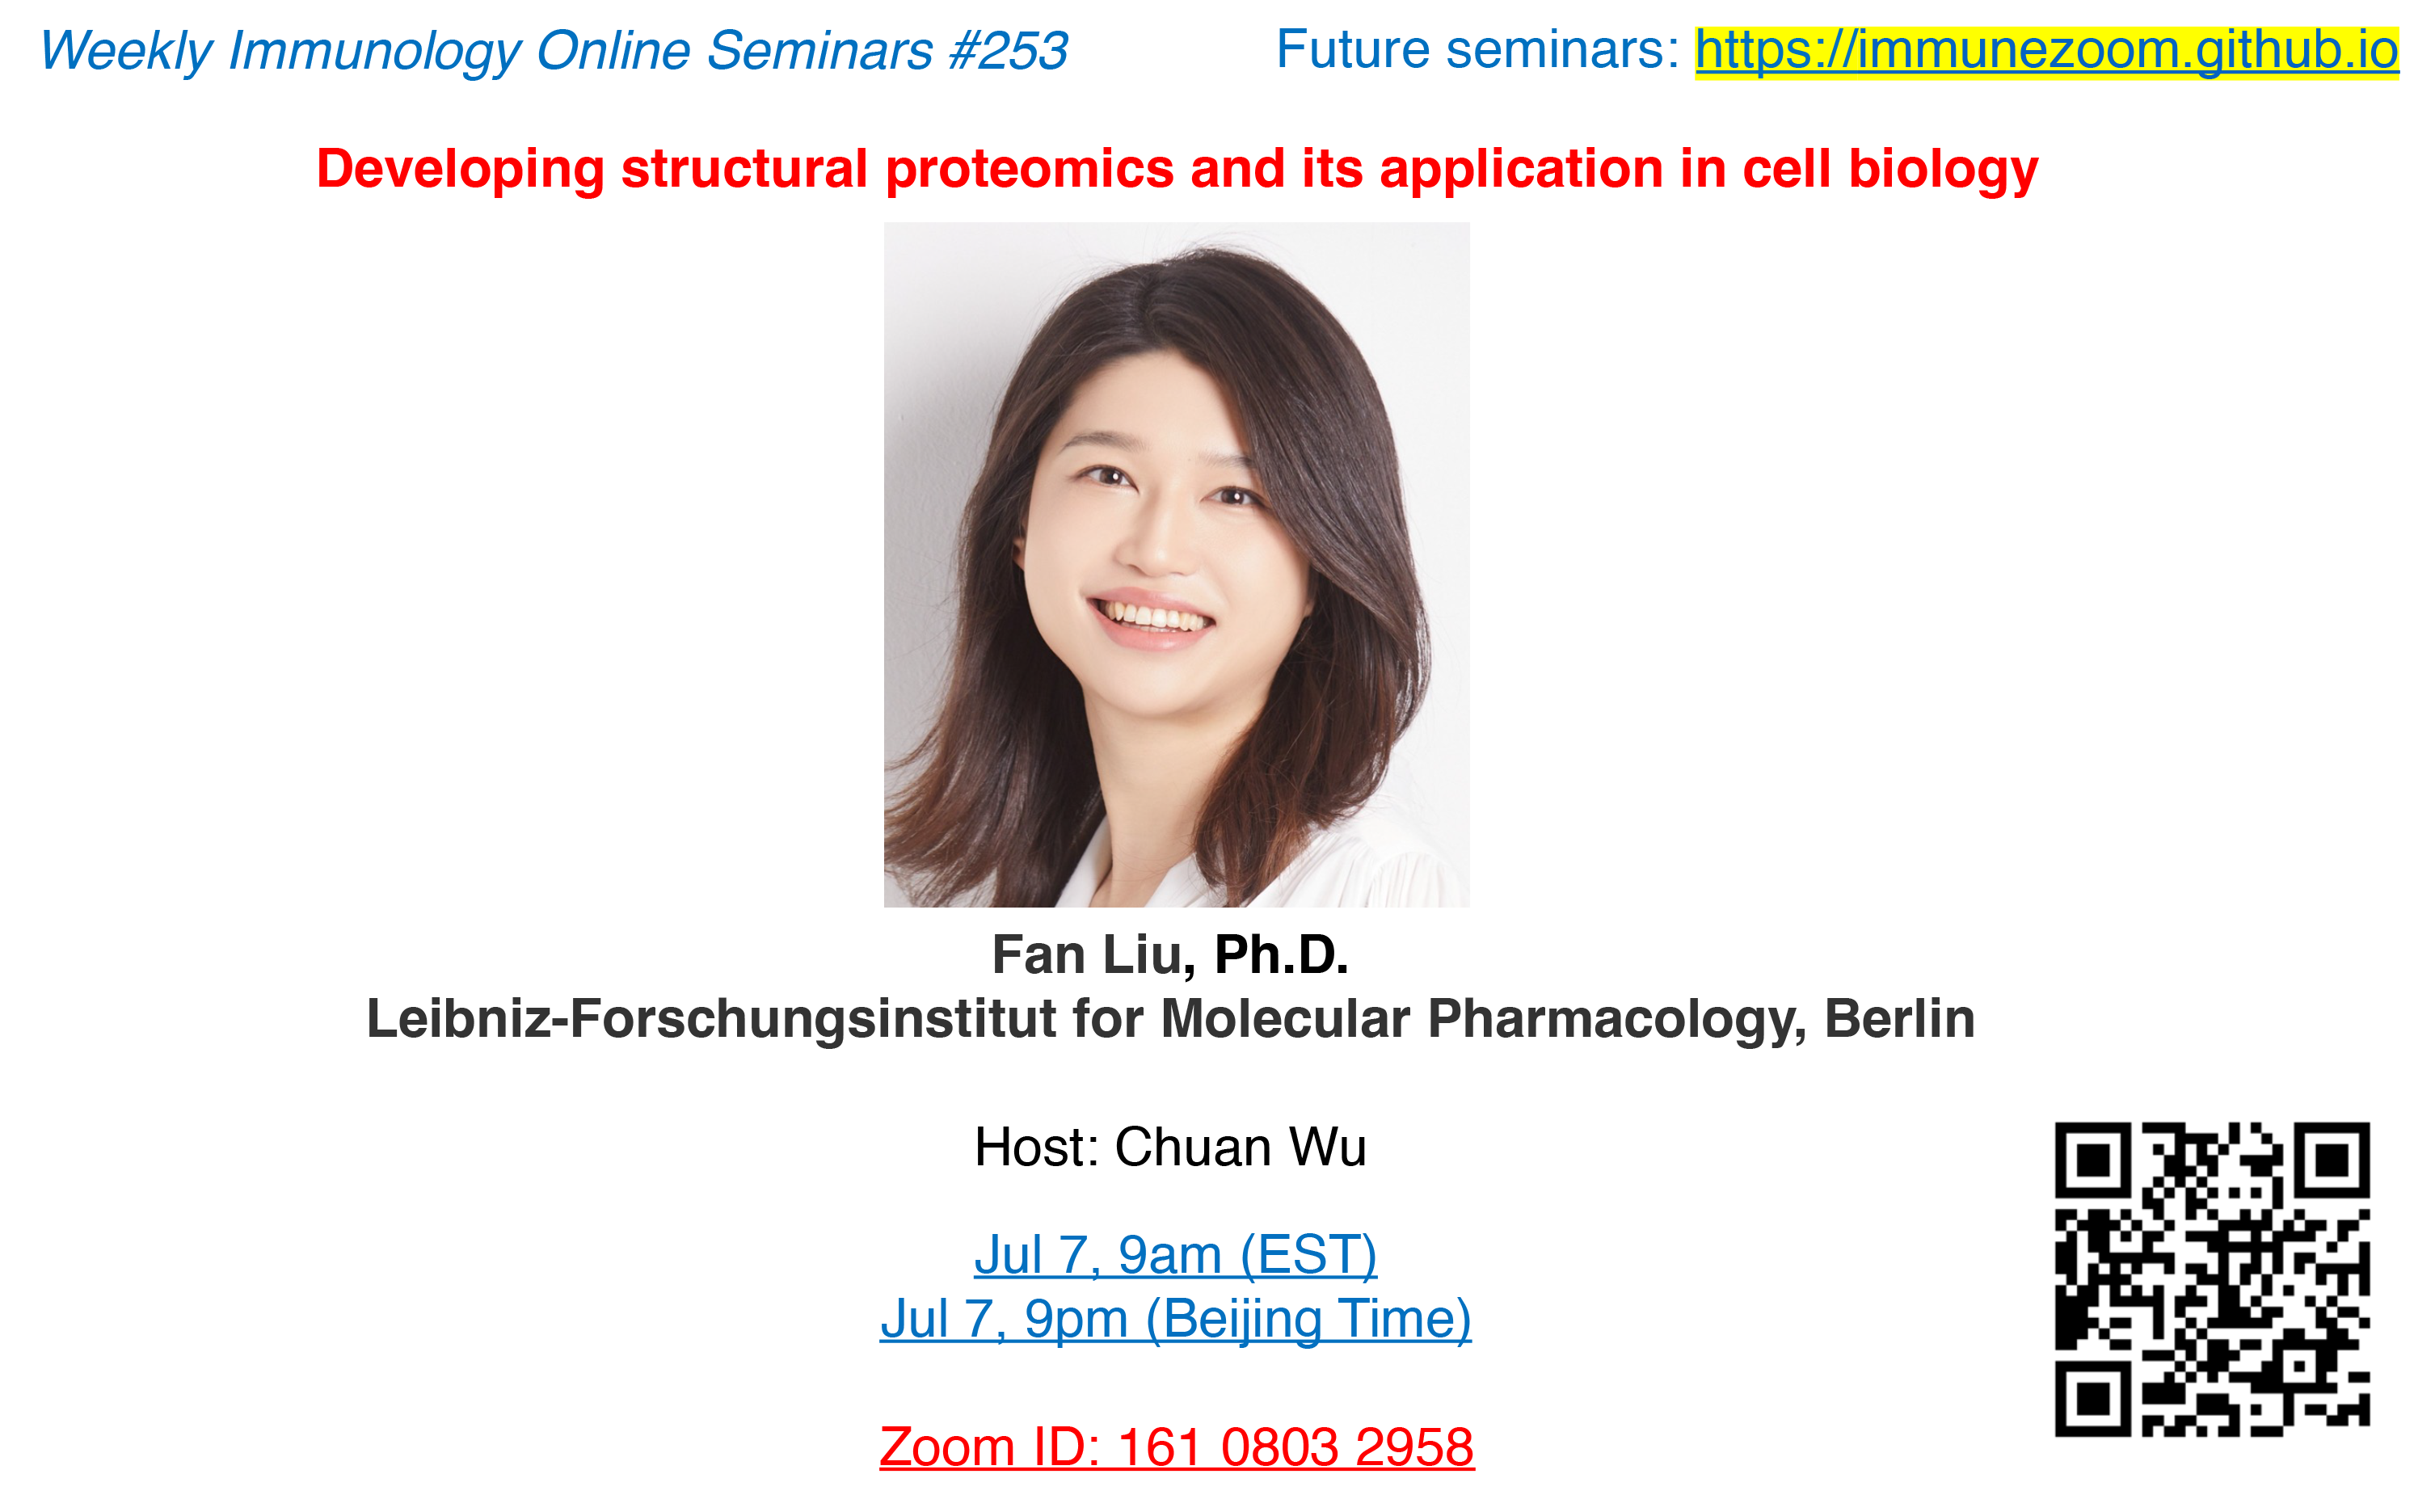 Weekly Immunology Online Seminars #253
Future seminars: https://immunezoom.github.io
Developing structural proteomics and its application in cell biology
Fan Liu, Ph.D.
Leibniz-Forschungsinstitut for Molecular Pharmacology, Berlin
Host: Chuan Wu
Jul 7, 9am (EST)
Jul 7, 9pm (Beijing Time)
Zoom ID: 161 0803 2958